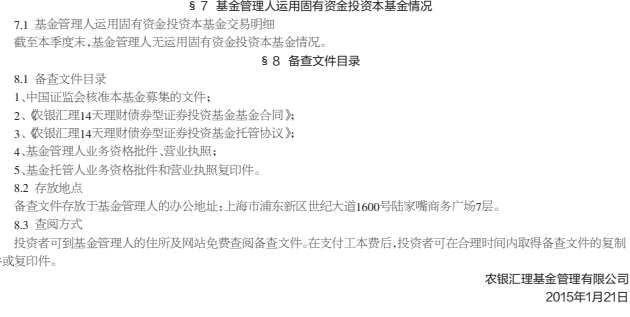 §7 基金管理人运用固有资金投资本基金情况
7.1 基金管理人运用固有资金投资本基金交易明细
截至本季度末,基金管理人无运用固有资金投资本基金情况。
§8 备查文件目录
8.1 备查文件目录
1、中国证监会核准本基金募集的文件;
2、《农银汇理14天理财债券型证券投资基金基金合同》;
3、《农银汇理14天理财债券型证券投资基金托管协议》;
4、基金管理人业务资格批件、营业执照;
5、基金托管人业务资格批件和营业执照复印件。
8.2 存放地点
备查文件存放于基金管理人的办公地址:上海市浦东新区世纪大道1600号陆家嘴商务广场7层。
8.3 查阅方式
投资者可到基金管理人的住所及网站免费查阅备查文件。在支付工本费后,投资者可在合理时间内取得备查文件的复制
件或复印件。
农银汇理基金管理有限公司
2015年1月21日